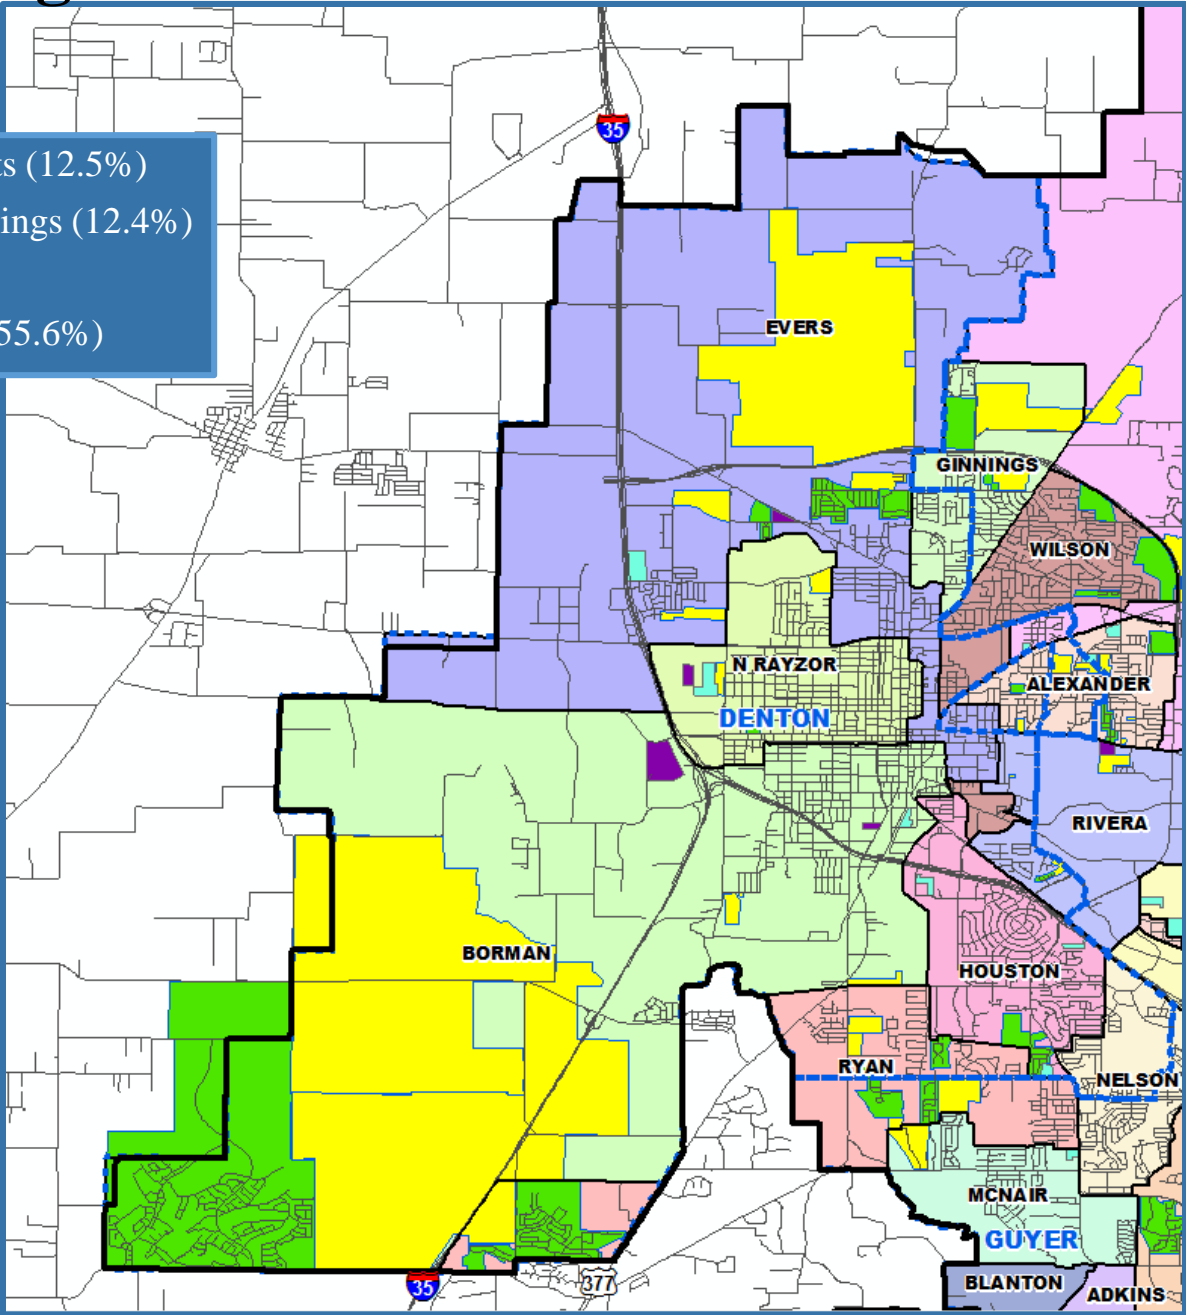 g
35
ts (12.5%)
ings (12.4%)
55.6%)
EVERS
GINNINGS
WILSON
N RAYZOR
ALEXANDER
DENTON
RIVERA
BORMAN
HOUSTON
RYAN
NELSON
MCNAIR
GUYER
35
377
BLANTON
ADKINS